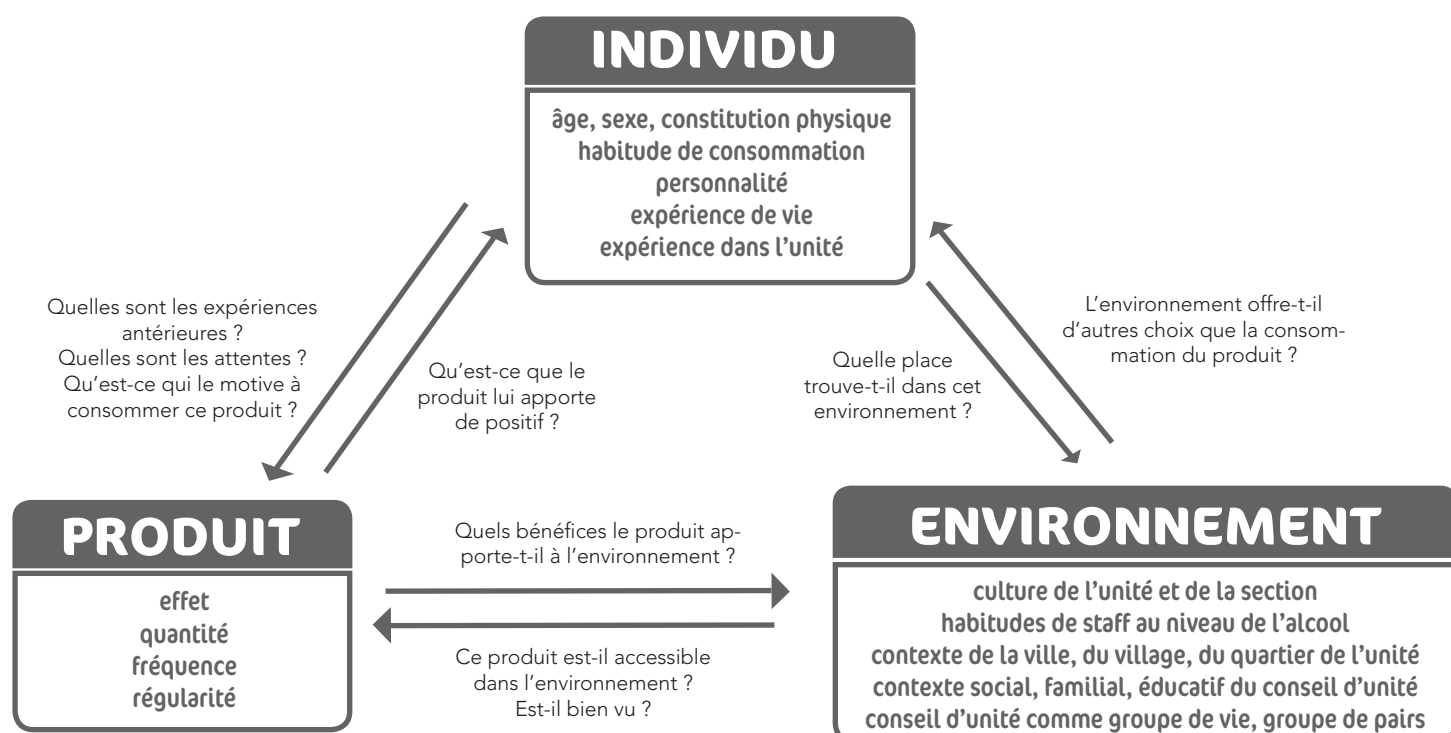 INDIVIDU
âge, sexe, constitution physique
habitude de consommation
personnalité
expérience de vie
expérience dans l'unité
Quelles sont les expériences
antérieures ?
Quelles sont les attentes ?
Qu'est-ce qui le motive à
consommer ce produit ?
Qu'est-ce que le
produit lui apporte
de positif ?
Quelle place
trouve-t-il dans cet
environnement ?
L'environnement offre-t-il
d'autres choix que la consom-
mation du produit ?
PRODUIT
effet
quantité
fréquence
régularité
Quels bénéfices le produit ap-
porte-t-il à l'environnement ?
Ce produit est-il accessible
dans l'environnement ?
Est-il bien vu ?
ENVIRONNEMENT
culture de l'unité et de la section
habitudes de staff au niveau de l'alcool
contexte de la ville, du village, du quartier de l'unité
contexte social, familial, éducatif du conseil d'unité
conseil d'unité comme groupe de vie, groupe de pairs